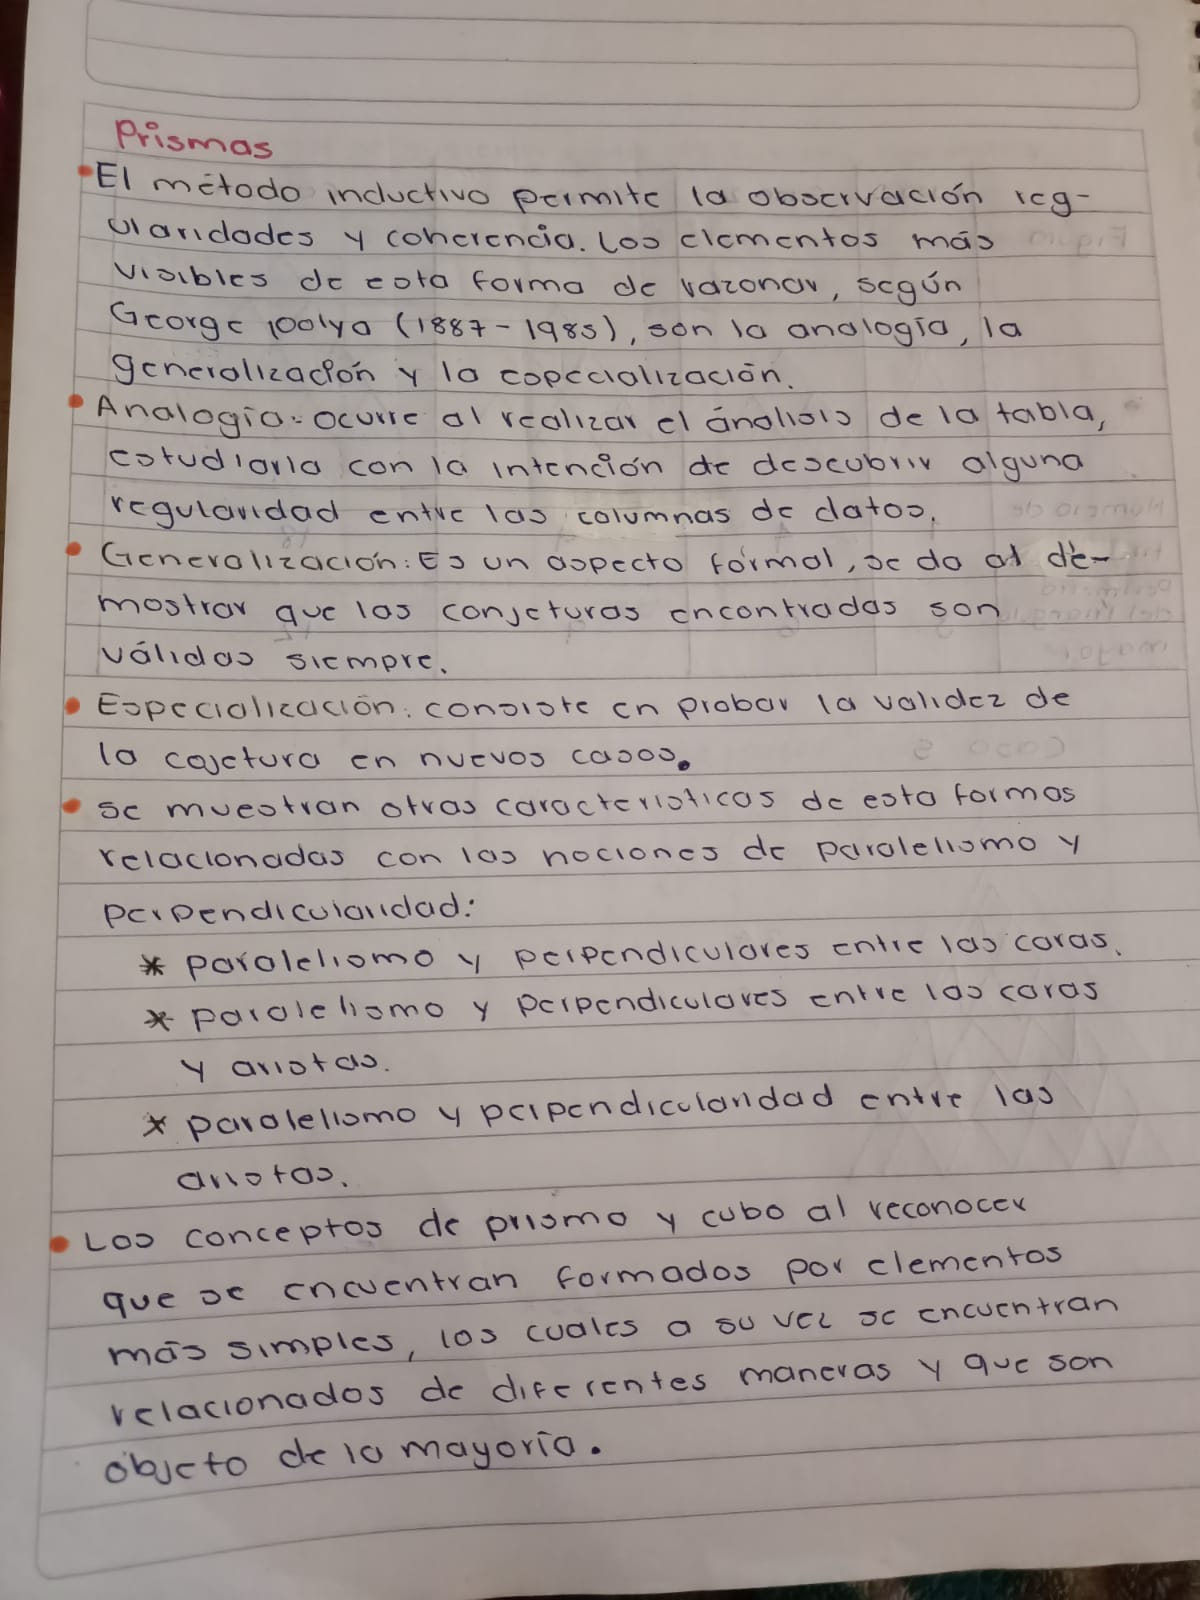 Prismas
•El método inductivo permite la observación reg-
ularidades y coherencia. Los elementos más
visibles de esta forma de razonar, según
George poolya (1887-1985), son la analogía, la
generalización y la especialización.
• Analogía: ocurre al realizar el ánalisis de la tabla,
estudiarla con la intención de descubrir alguna
regularidad entre las columnas de datos.
• Generalización: Es un aspecto formal, se da al de-
mostrar que las conjeturas encontradas son
válidas siempre.
• Especialización: consiste en probar la validez de
la cojetura en nuevos casos.
• se muestran otras caracteristicas de esta formas
relacionadas con las nociones de paralelismo y
perpendicularidad:
* paralelismo y perpendiculares entre las caras.
* paralelismo y perpendiculares entre las caras
y aristas.
* paralelismo y perpendicularidad entre las
aristas.
• Los conceptos de prisma y cubo al reconocer
que se encuentran formados por elementos
más simples, los cuales a su vez se encuentran
relacionados de diferentes maneras y que son
objeto de la mayoría.